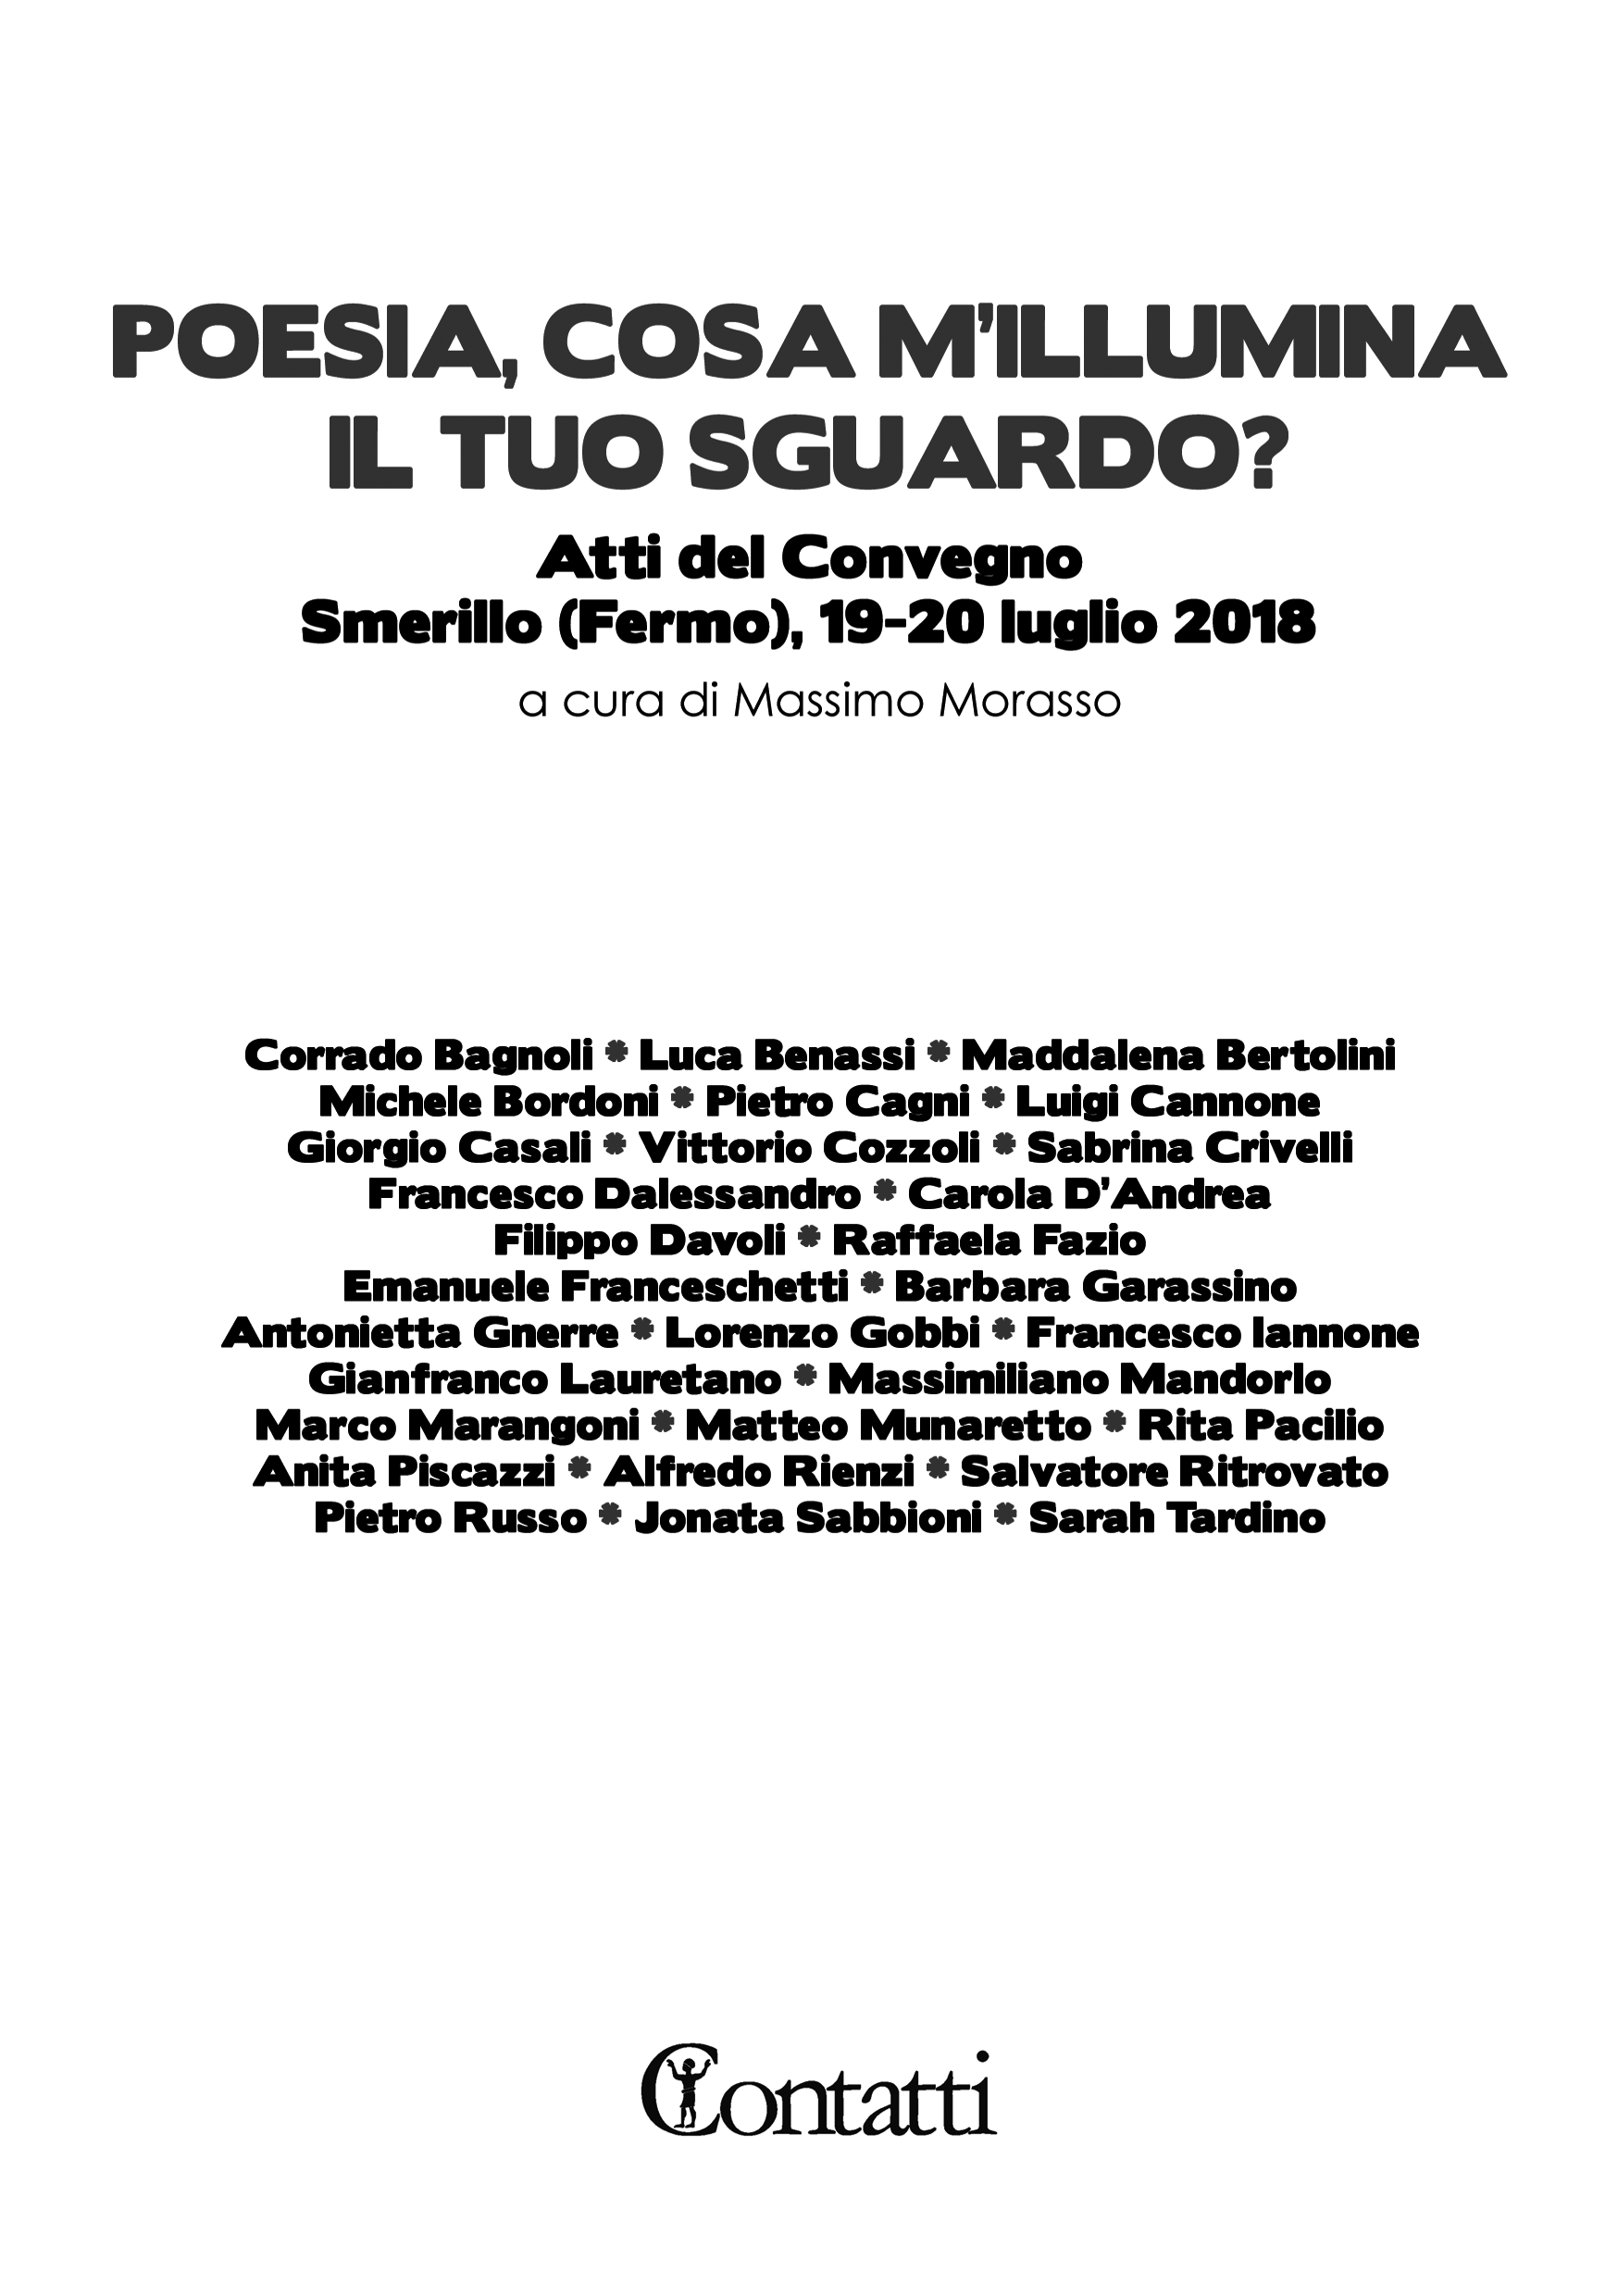 POESIA, COSA M'ILLUMINA
IL TUO SGUARDO?
Atti del Convegno
Smerillo (Fermo), 19-20 luglio 2018
a cura di Massimo Morasso
Corrado Bagnoli * Luca Benassi * Maddalena Bertolini
Michele Bordoni * Pietro Cagni * Luigi Cannone
Giorgio Casali * Vittorio Cozzoli * Sabrina Crivelli
Francesco Dalessandro * Carola D'Andrea
Filippo Davoli * Raffaela Fazio
Emanuele Franceschetti * Barbara Garassino
Antonietta Gnerre * Lorenzo Gobbi * Francesco Iannone
Gianfranco Lauretano * Massimiliano Mandorlo
Marco Marangoni * Matteo Munaretto * Rita Pacilio
Anita Piscazzi * Alfredo Rienzi * Salvatore Ritrovato
Pietro Russo * Jonata Sabbioni * Sarah Tardino
Contatti